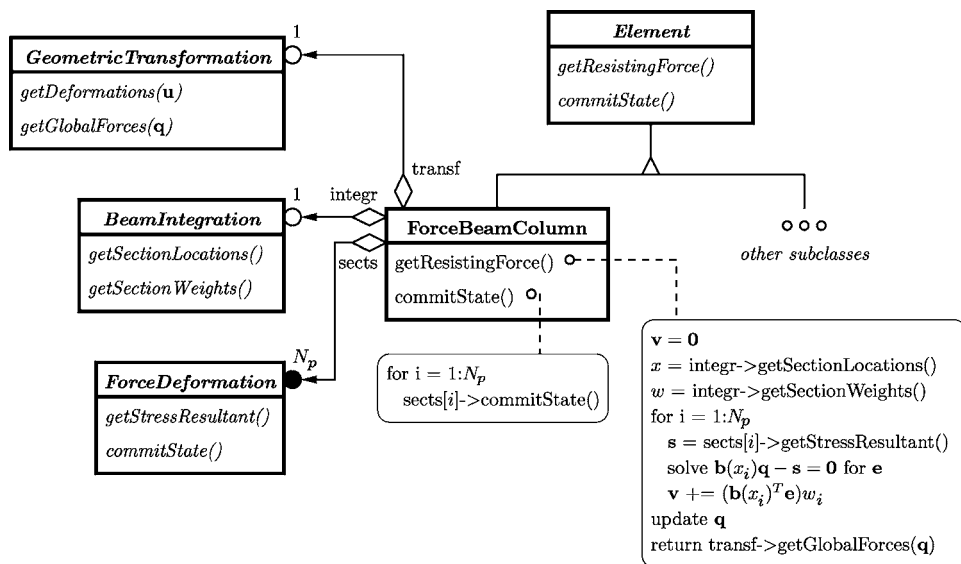 1
GeometricTransformation
getDeformations(u)
getGlobalForces(q)
transf
Element
getResistingForce()
commitState()
1
integr
BeamIntegration
getSectionLocations()
getSectionWeights()
sects
ForceBeamColumn
getResistingForce()
commitState()
other subclasses
N_p
ForceDeformation
getStressResultant()
commitState()
for i = 1:N_p
sects[i]->commitState()
v = 0
x = integr->getSectionLocations()
w = integr->getSectionWeights()
for i = 1:N_p
s = sects[i]->getStressResultant()
solve b(x_i)q − s = 0 for e
v += (b(x_i)^T e)w_i
update q
return transf->getGlobalForces(q)